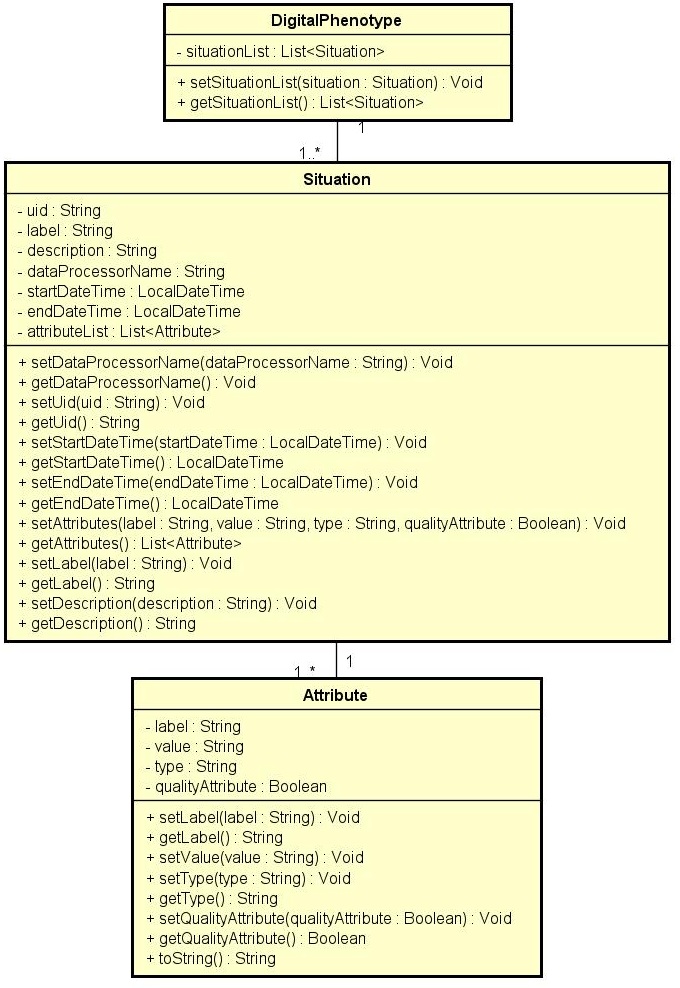 DigitalPhenotype
- situationList : List<Situation>
+ setSituationList(situation : Situation) : Void
+ getSituationList() : List<Situation>
1
1..*
Situation
- uid : String
- label : String
- description : String
- dataProcessorName : String
- startDateTime : LocalDateTime
- endDateTime : LocalDateTime
- attributeList : List<Attribute>
+ setDataProcessorName(dataProcessorName : String) : Void
+ getDataProcessorName() : Void
+ setUid(uid : String) : Void
+ getUid() : String
+ setStartDateTime(startDateTime : LocalDateTime) : Void
+ getStartDateTime() : LocalDateTime
+ setEndDateTime(endDateTime : LocalDateTime) : Void
+ getEndDateTime() : LocalDateTime
+ setAttributes(label : String, value : String, type : String, qualityAttribute : Boolean) : Void
+ getAttributes() : List<Attribute>
+ setLabel(label : String) : Void
+ getLabel() : String
+ setDescription(description : String) : Void
+ getDescription() : String
1
1..*
Attribute
- label : String
- value : String
- type : String
- qualityAttribute : Boolean
+ setLabel(label : String) : Void
+ getLabel() : String
+ setValue(value : String) : Void
+ setType(type : String) : Void
+ getType() : String
+ setQualityAttribute(qualityAttribute : Boolean) : Void
+ getQualityAttribute() : Boolean
+ toString() : String